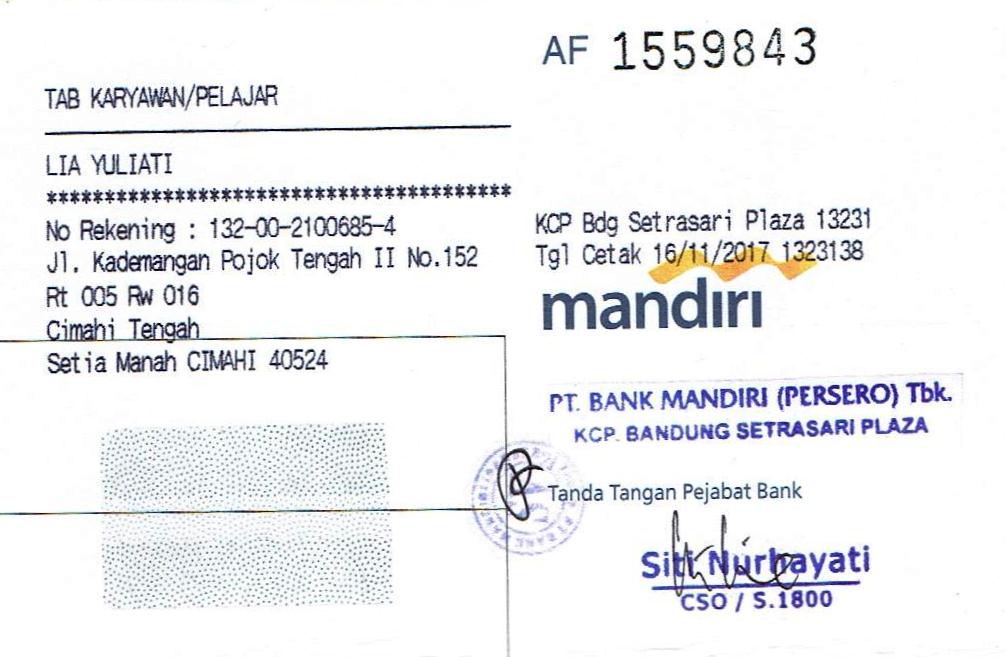 AF 1559843
TAB KARYAWAN/PELAJAR
LIA YULIATI
****************************************
No Rekening : 132-00-2100685-4
Jl. Kademangan Pojok Tengah II No.152
Rt 005 Rw 016
Cimahi Tengah
Setia Manah CIMAHI 40524
KCP Bdg Setrasari Plaza 13231
Tgl Cetak 16/11/2017 1323138
mandiri
PT. BANK MANDIRI (PERSERO) Tbk.
KCP. BANDUNG SETRASARI PLAZA
Tanda Tangan Pejabat Bank
Siti Nurhayati
CSO / S.1800